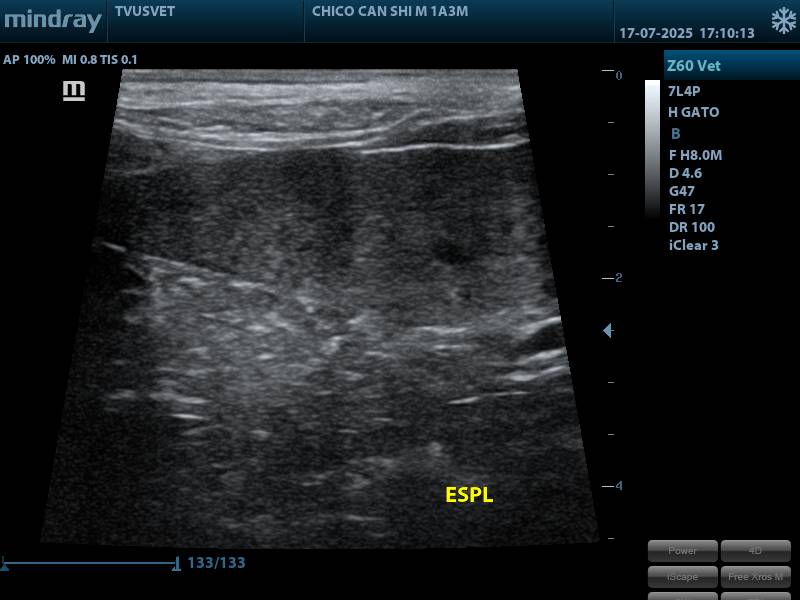 mindray
TVUSVET
CHICO CAN SHI M 1A3M
17-07-2025 17:10:13
AP 100% MI 0.8 TIS 0.1
m
Z60 Vet
7L4P
H GATO
B
F H8.0M
D 4.6
G47
FR 17
DR 100
iClear 3
0
2
4
ESPL
133/133
Power
4D
iScape
Free Xros M